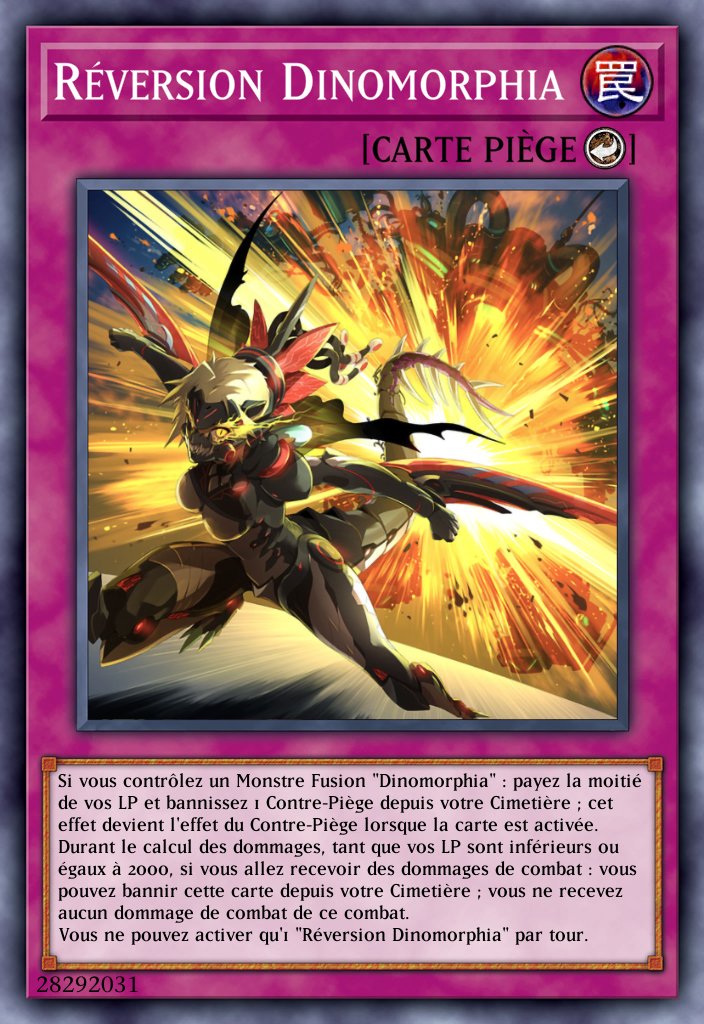 Réversion Dinomorphia 罠
[CARTE PIÈGE ]
Si vous contrôlez un Monstre Fusion "Dinomorphia" : payez la moitié
de vos LP et bannissez 1 Contre-Piège depuis votre Cimetière ; cet
effet devient l'effet du Contre-Piège lorsque la carte est activée.
Durant le calcul des dommages, tant que vos LP sont inférieurs ou
égaux à 2000, si vous allez recevoir des dommages de combat : vous
pouvez bannir cette carte depuis votre Cimetière ; vous ne recevez
aucun dommage de combat de ce combat.
Vous ne pouvez activer qu'1 "Réversion Dinomorphia" par tour.
28292031